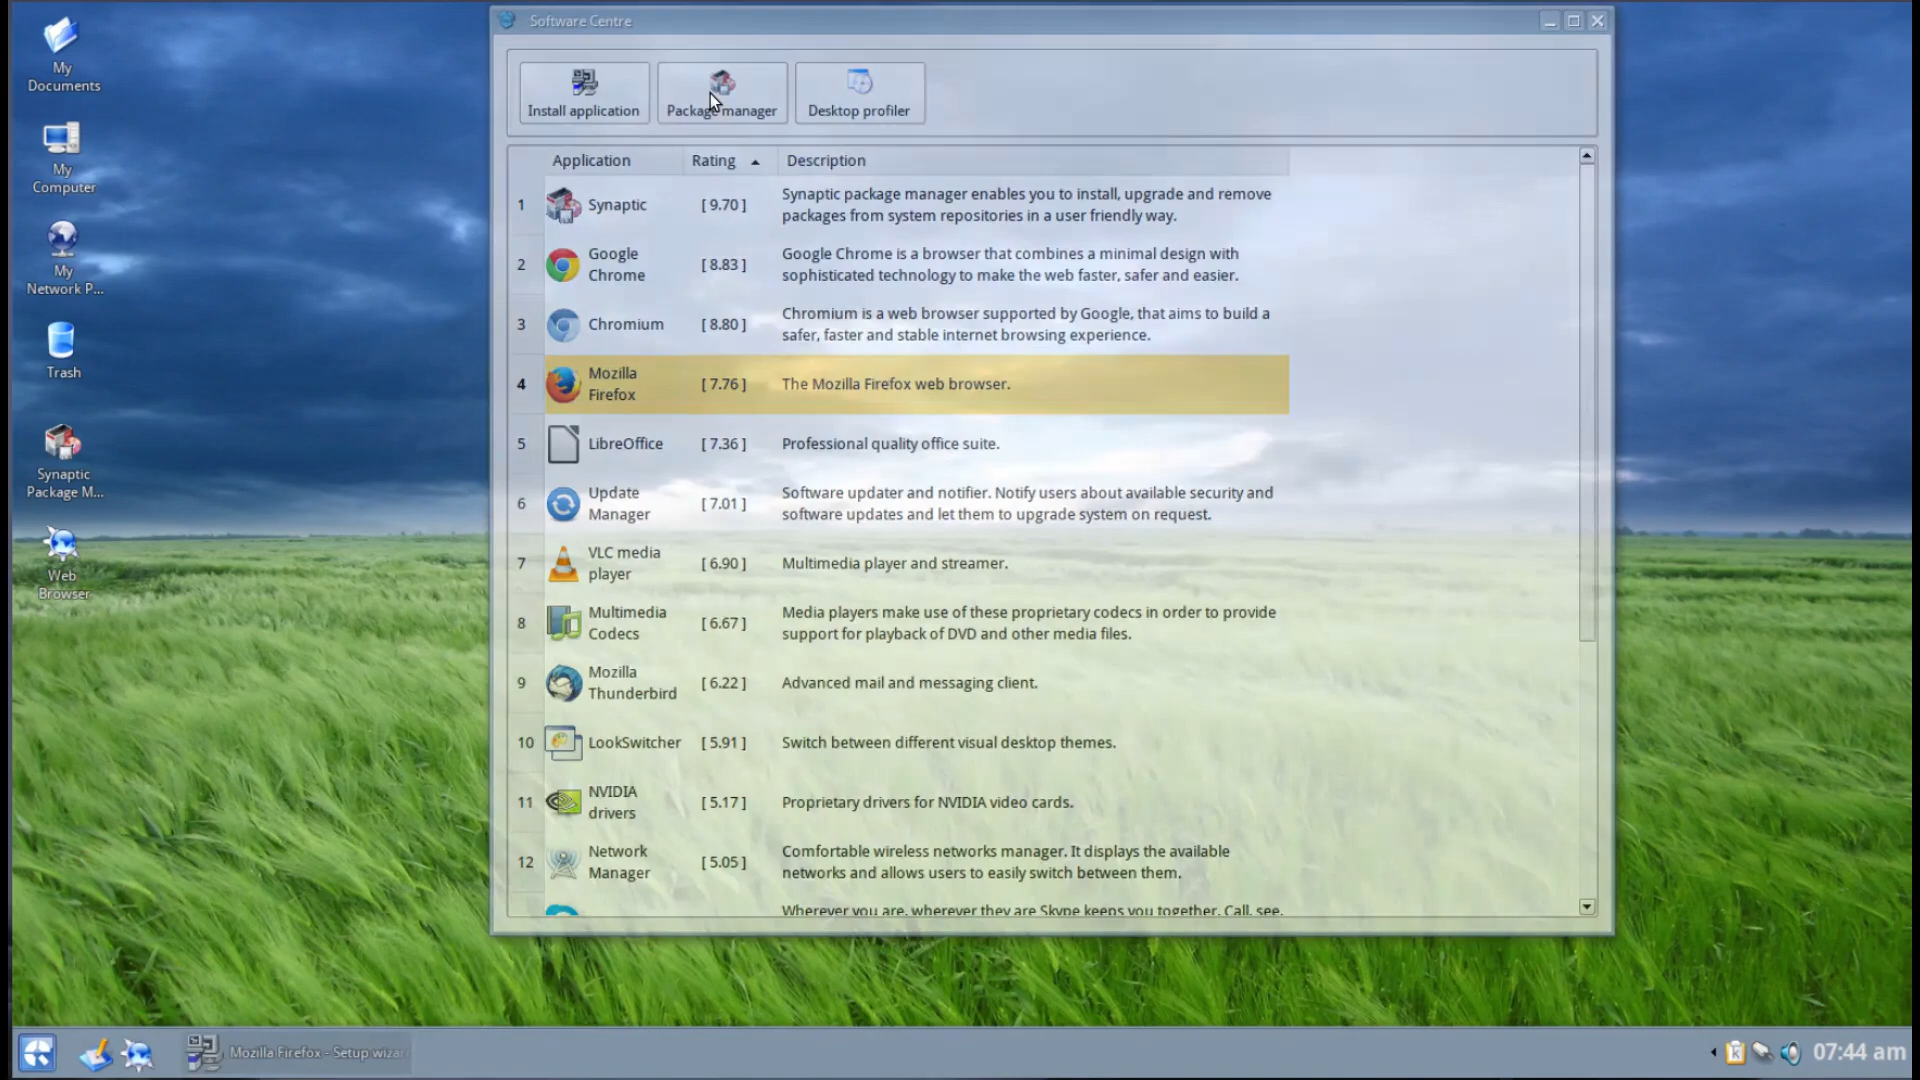 My
Documents
My
Computer
My
Network P...
Trash
Synaptic
Package M...
Web
Browser
Software Centre
Install application
Package manager
Desktop profiler
Application
Rating
Description
1
Synaptic
[ 9.70 ]
Synaptic package manager enables you to install, upgrade and remove
packages from system repositories in a user friendly way.
2
Google
Chrome
[ 8.83 ]
Google Chrome is a browser that combines a minimal design with
sophisticated technology to make the web faster, safer and easier.
3
Chromium
[ 8.80 ]
Chromium is a web browser supported by Google, that aims to build a
safer, faster and stable internet browsing experience.
4
Mozilla
Firefox
[ 7.76 ]
The Mozilla Firefox web browser.
5
LibreOffice
[ 7.36 ]
Professional quality office suite.
6
Update
Manager
[ 7.01 ]
Software updater and notifier. Notify users about available security and
software updates and let them to upgrade system on request.
7
VLC media
player
[ 6.90 ]
Multimedia player and streamer.
8
Multimedia
Codecs
[ 6.67 ]
Media players make use of these proprietary codecs in order to provide
support for playback of DVD and other media files.
9
Mozilla
Thunderbird
[ 6.22 ]
Advanced mail and messaging client.
10
LookSwitcher
[ 5.91 ]
Switch between different visual desktop themes.
11
NVIDIA
drivers
[ 5.17 ]
Proprietary drivers for NVIDIA video cards.
12
Network
Manager
[ 5.05 ]
Comfortable wireless networks manager. It displays the available
networks and allows users to easily switch between them.
Wherever you are, wherever they are Skype keeps you together. Call, see,
Mozilla Firefox - Setup wizar
07:44 am